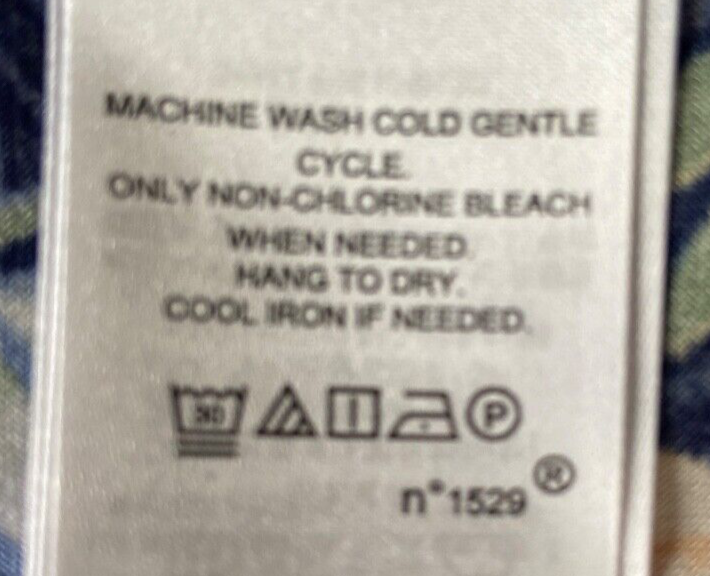 MACHINE WASH COLD GENTLE
CYCLE.
ONLY NON-CHLORINE BLEACH
WHEN NEEDED.
HANG TO DRY.
COOL IRON IF NEEDED.
30 P
n°1529®